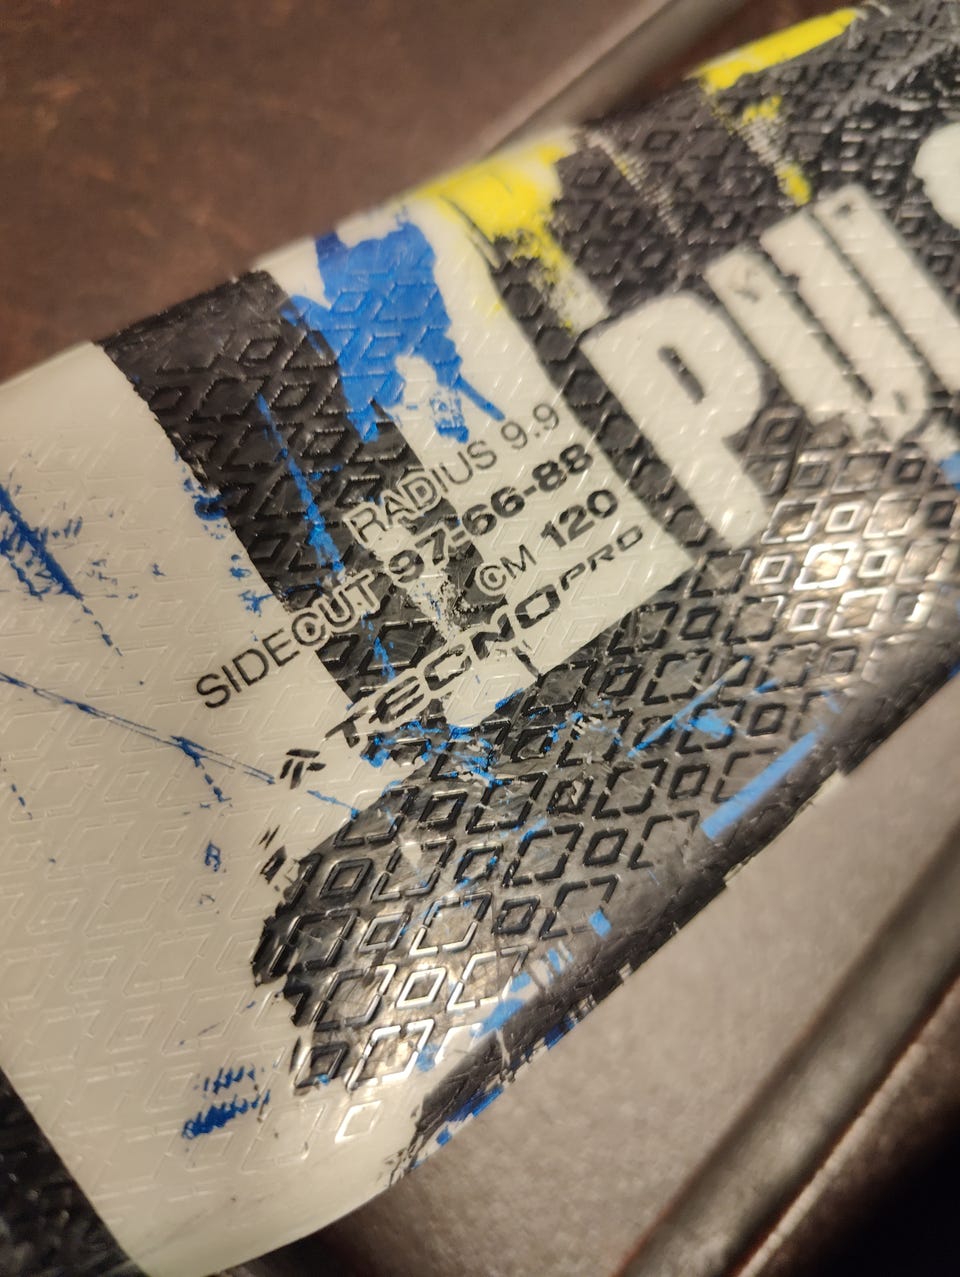 RADIUS 9.9
SIDECUT 97-66-88
CM 120
TECNOPRO